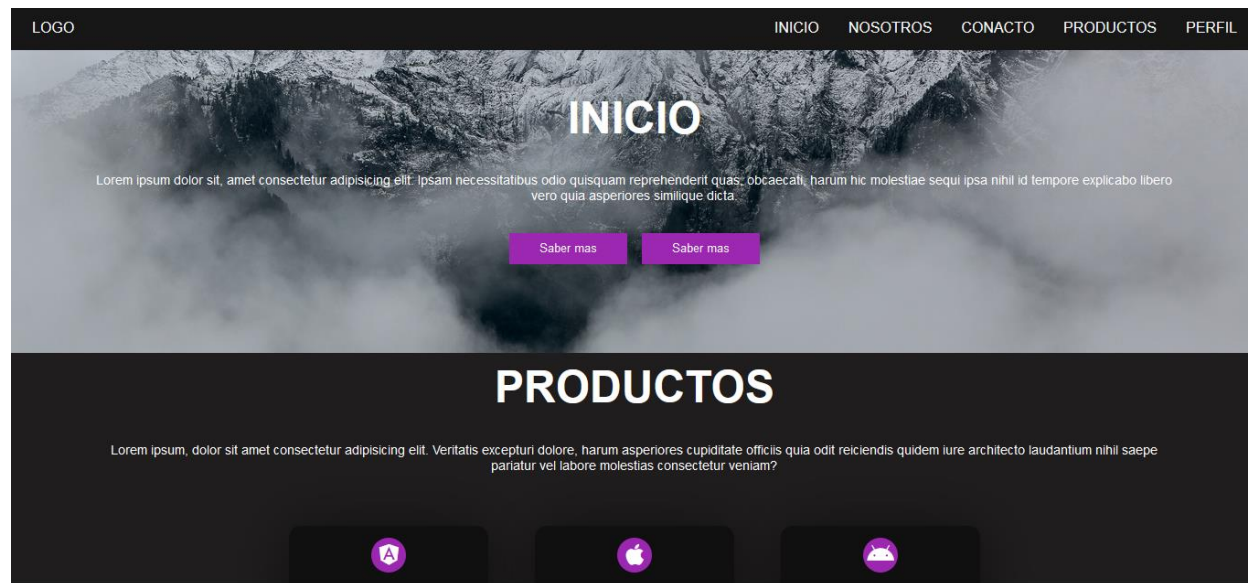 LOGO
INICIO NOSOTROS CONACTO PRODUCTOS PERFIL
INICIO
Lorem ipsum dolor sit, amet consectetur adipisicing elit. Ipsam necessitatibus odio quisquam reprehenderit quas, obcaecati, harum hic molestiae sequi ipsa nihil id tempore explicabo libero
vero quia asperiores similique dicta.
Saber mas Saber mas
PRODUCTOS
Lorem ipsum, dolor sit amet consectetur adipisicing elit. Veritatis excepturi dolore, harum asperiores cupiditate officiis quia odit reiciendis quidem iure architecto laudantium nihil saepe
pariatur vel labore molestias consectetur veniam?